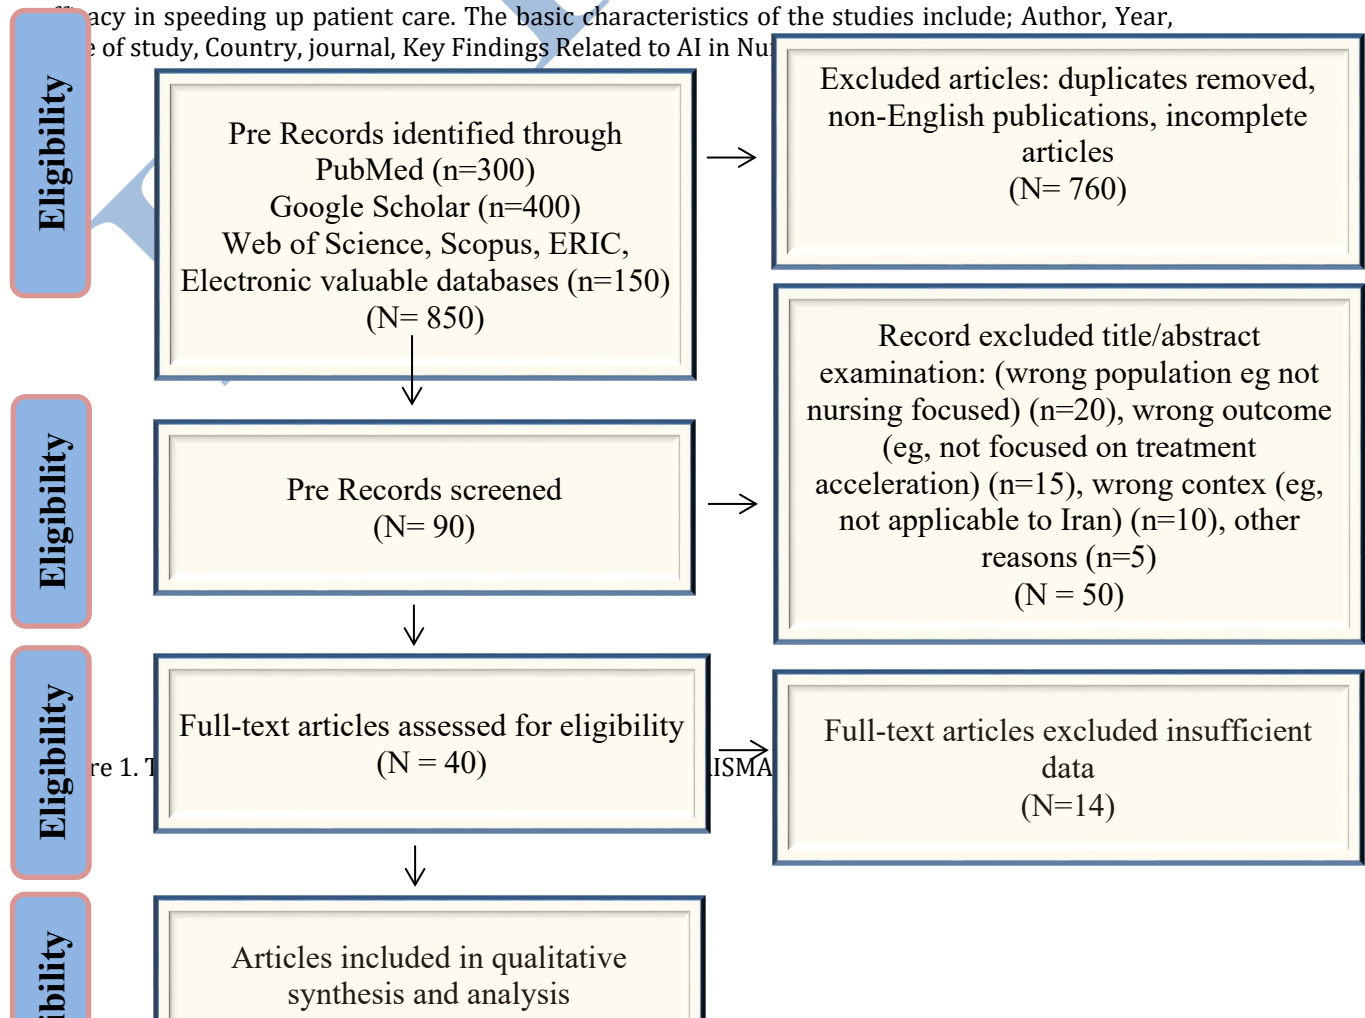 cacy in speeding up patient care. The basic characteristics of the studies include; Author, Year,
of study, Country, journal, Key Findings Related to AI in
Eligibility
Pre Records identified through
PubMed (n=300)
Google Scholar (n=400)
Web of Science, Scopus, ERIC,
Electronic valuable databases (n=150)
(N= 850)
Excluded articles: duplicates removed,
non-English publications, incomplete
articles
(N= 760)
Eligibility
Pre Records screened
(N= 90)
Record excluded title/abstract
examination: (wrong population eg not
nursing focused) (n=20), wrong outcome
(eg, not focused on treatment
acceleration) (n=15), wrong contex (eg,
not applicable to Iran) (n=10), other
reasons (n=5)
(N = 50)
Eligibility
Full-text articles assessed for eligibility
(N = 40)
re 1. T
ISMA
Full-text articles excluded insufficient
data
(N=14)
bility
Articles included in qualitative
synthesis and analysis